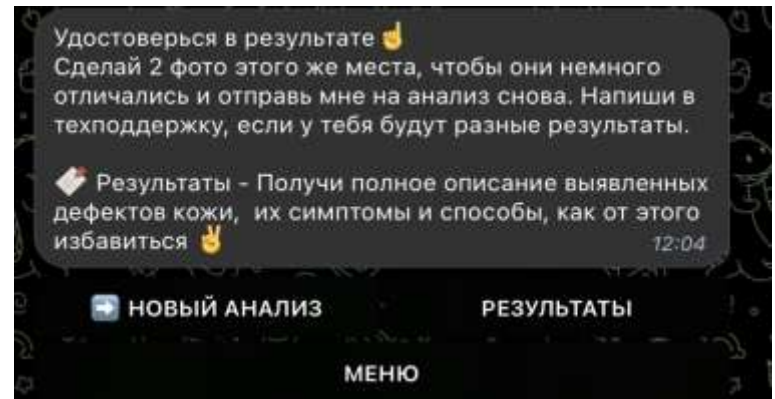 Удостоверься в результате ☝
Сделай 2 фото этого же места, чтобы они немного
отличались и отправь мне на анализ снова. Напиши в
техподдержку, если у тебя будут разные результаты.
Результаты - Получи полное описание выявленных
дефектов кожи, их симптомы и способы, как от этого
избавиться ✌
12:04
➡ НОВЫЙ АНАЛИЗ
РЕЗУЛЬТАТЫ
МЕНЮ